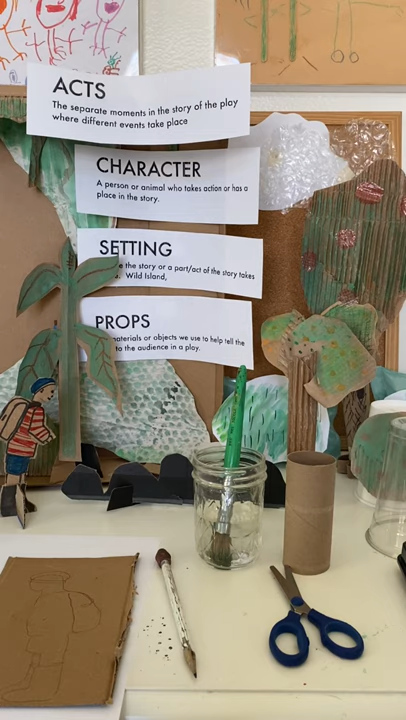 ACTS
The separate moments in the story of the play
where different events take place
CHARACTER
A person or animal who takes action or has a
place in the story.
SETTING
the story or a part/act of the story takes
Wild Island,
PROPS
materials or objects we use to help tell the
to the audience in a play.